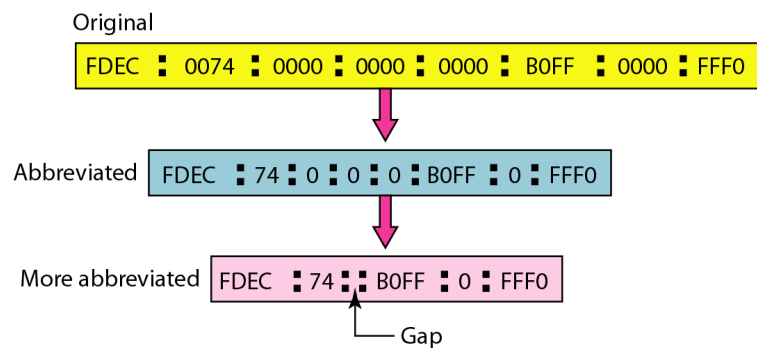 Original
FDEC : 0074 : 0000 : 0000 : 0000 : B0FF : 0000 : FFF0
Abbreviated
FDEC : 74 : 0 : 0 : 0 : B0FF : 0 : FFF0
More abbreviated
FDEC : 74 : : B0FF : 0 : FFF0
Gap